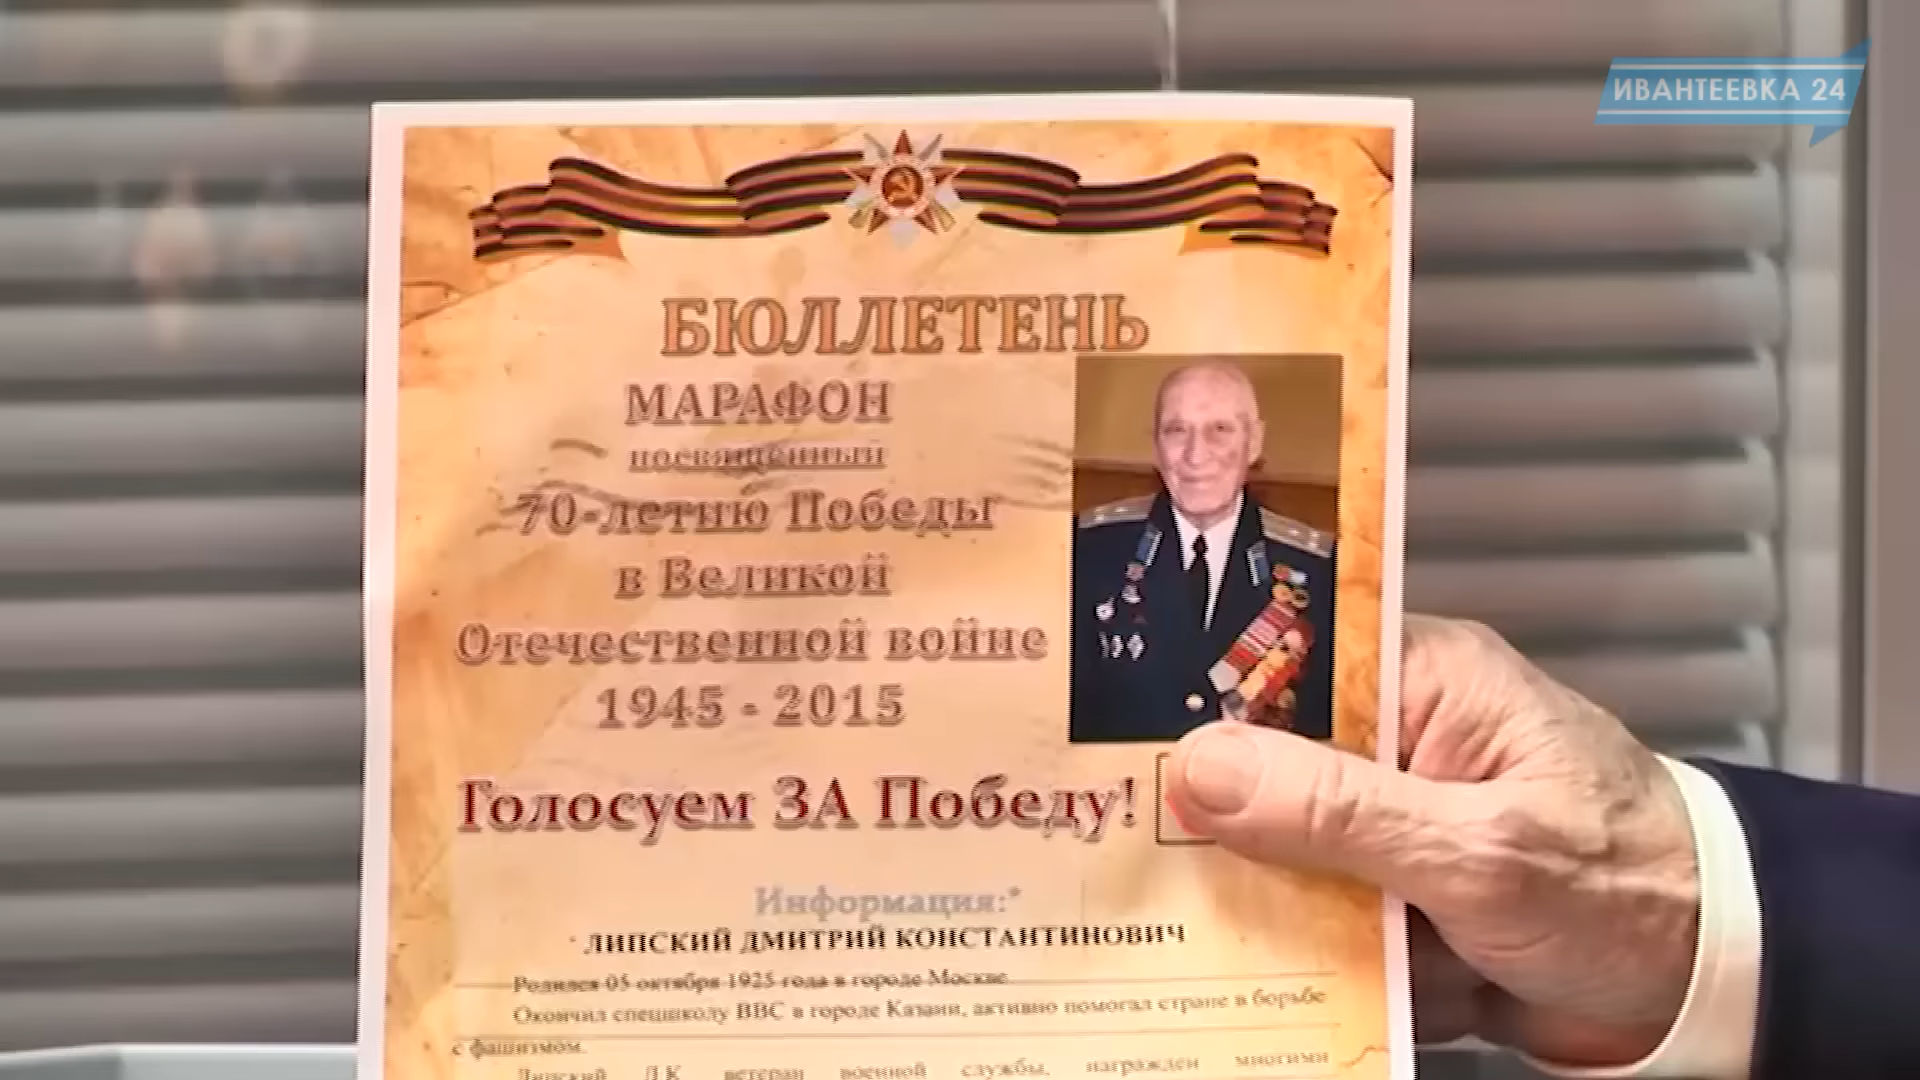 ИВАНТЕЕВКА 24
БЮЛЛЕТЕНЬ
МАРАФОН
посвященный
70-летию Победы
в Великой
Отечественной войне
1945 - 2015
Голосуем ЗА Победу!
Информация:*
ЛИПСКИЙ ДМИТРИЙ КОНСТАНТИНОВИЧ
Родился 05 октября 1925 года в городе Москве.
Окончил спецшколу ВВС в городе Казани, активно помогал стране в борьбе
с фашизмом.
Липский Д.К. ветеран военной службы, награжден многими